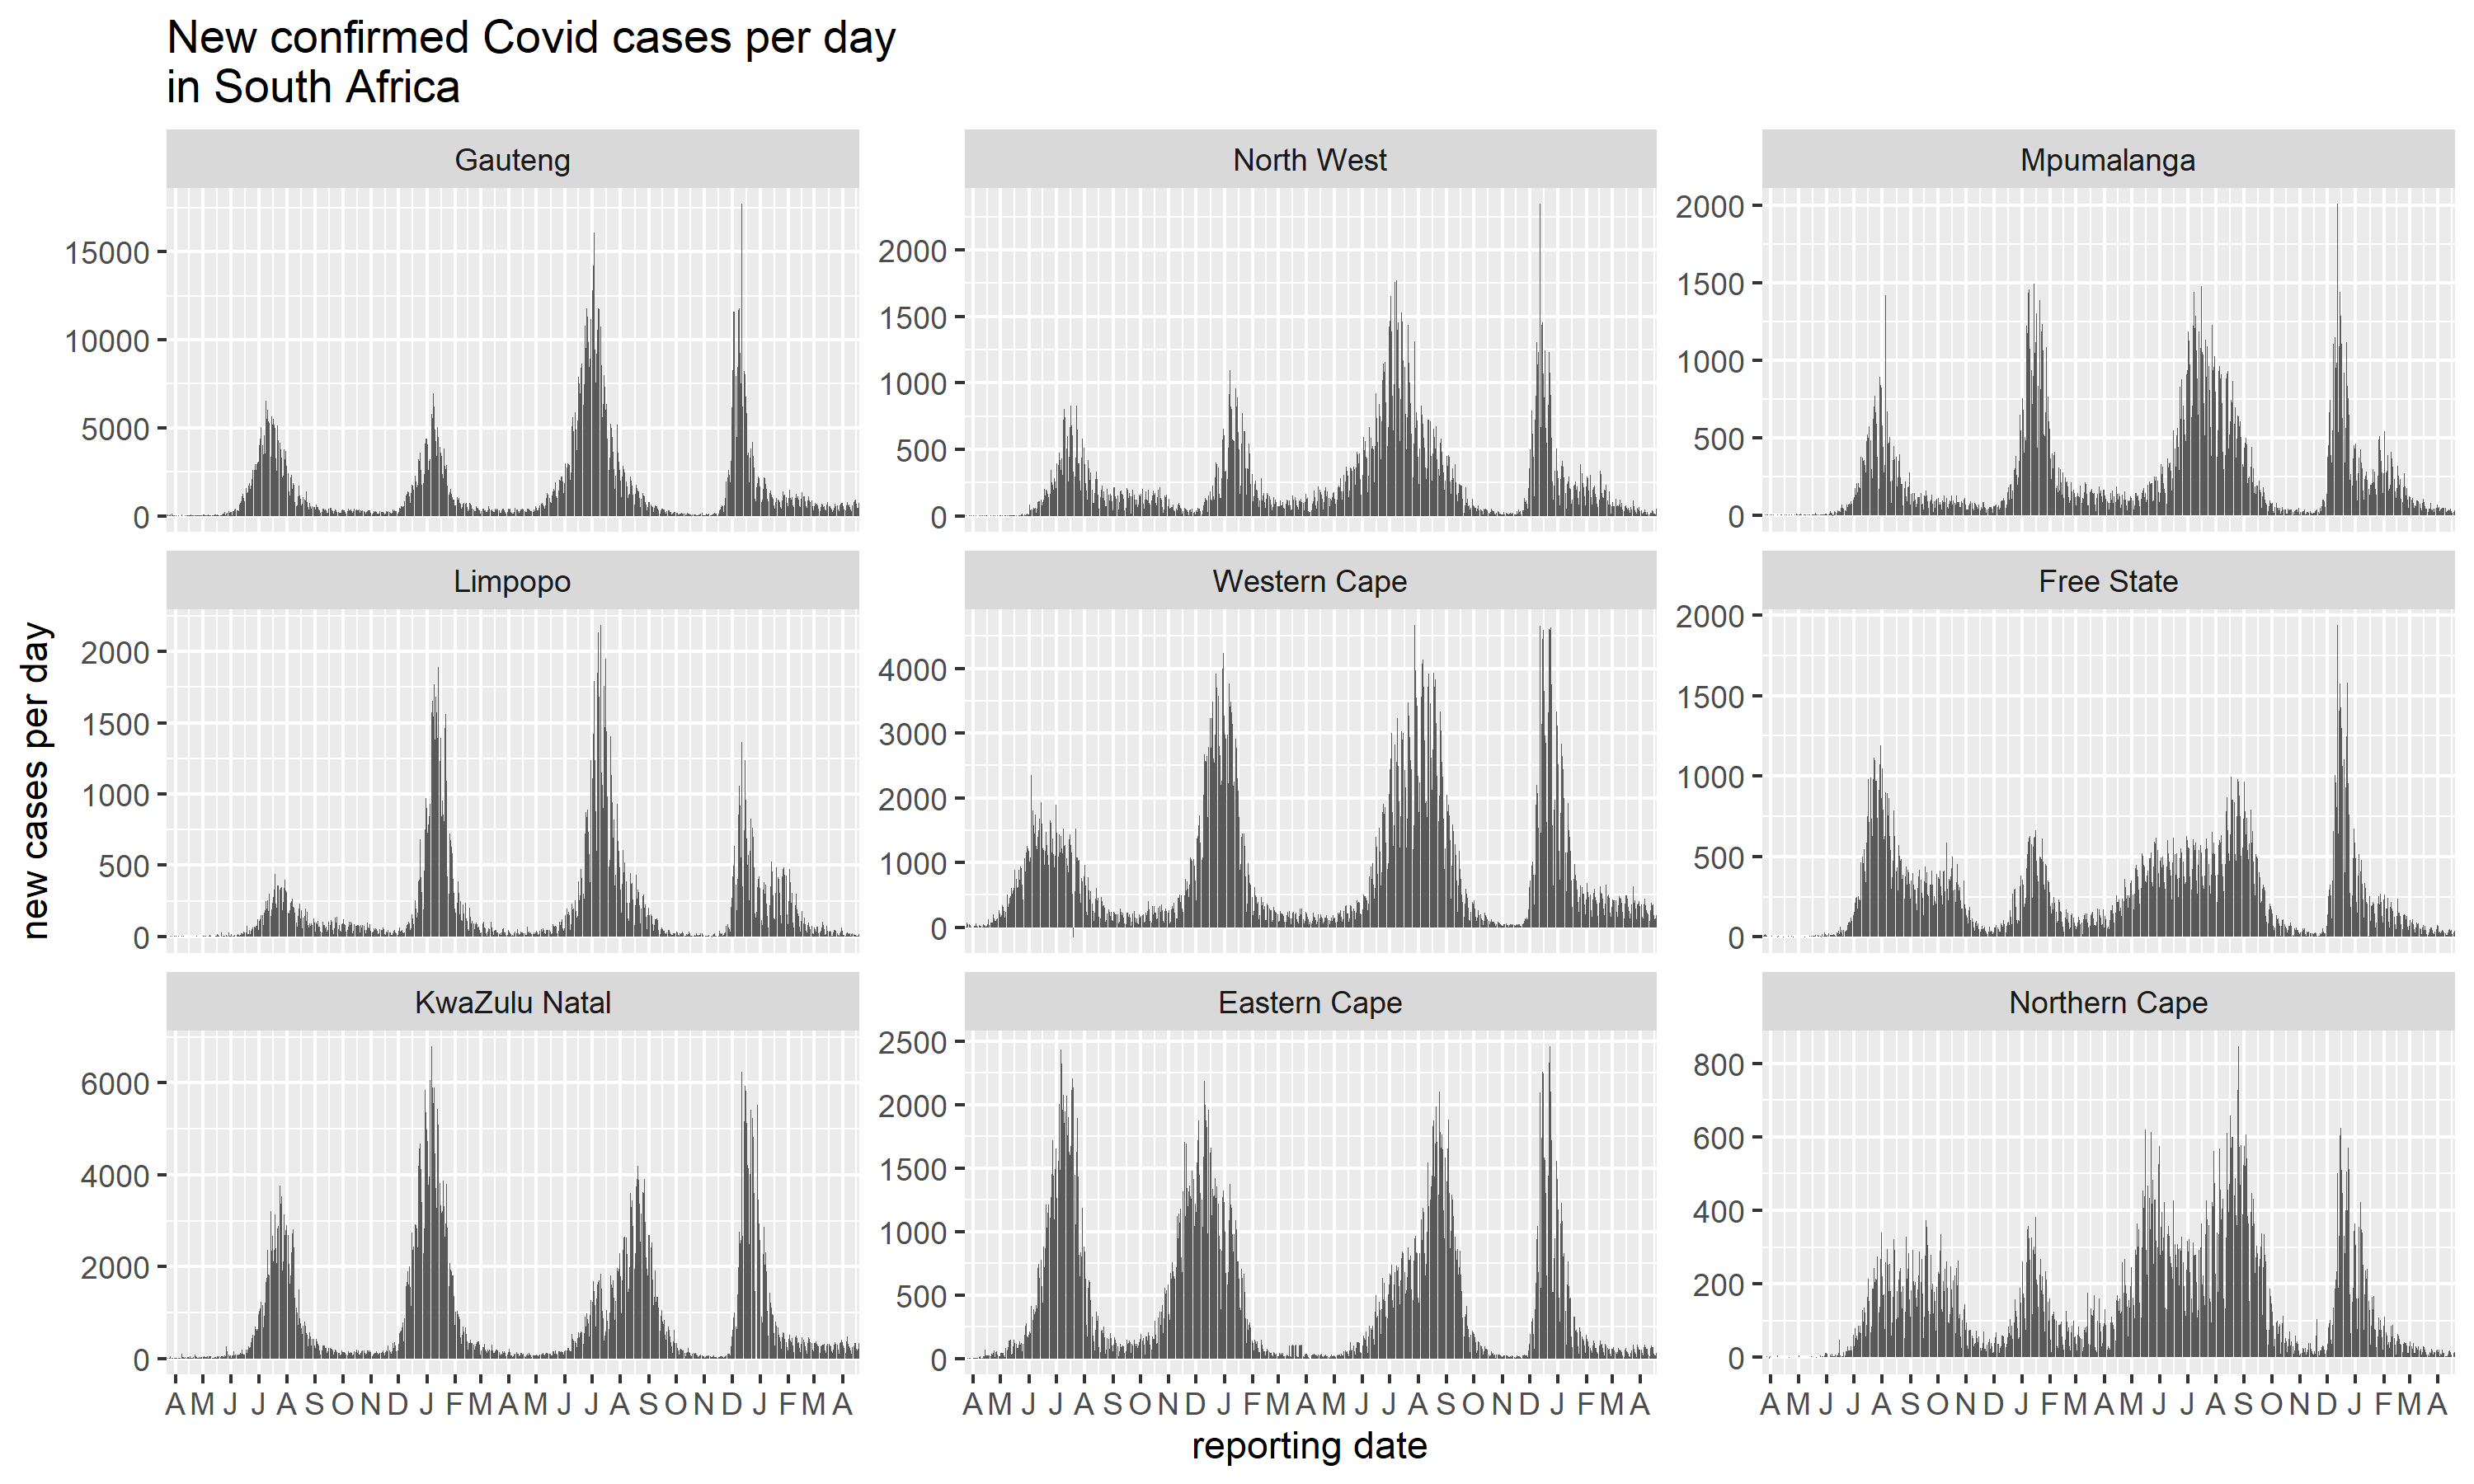 New confirmed Covid cases per day
in South Africa
Gauteng
North West
Mpumalanga
15000
10000
5000
0
2000
1500
1000
500
0
2000
1500
1000
500
0
Limpopo
Western Cape
Free State
2000
1500
1000
500
0
4000
3000
2000
1000
0
2000
1500
1000
500
0
new cases per day
KwaZulu Natal
Eastern Cape
Northern Cape
6000
4000
2000
0
2500
2000
1500
1000
500
0
800
600
400
200
0
A M J J A S O N D J F M A M J J A S O N D J F M A
A M J J A S O N D J F M A M J J A S O N D J F M A
A M J J A S O N D J F M A M J J A S O N D J F M A
reporting date